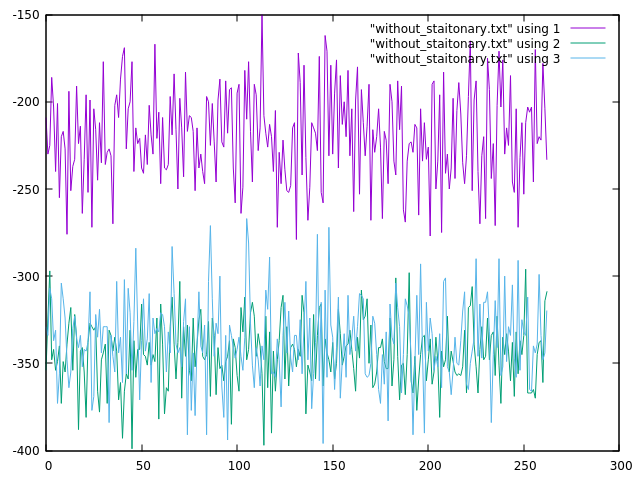 -150
"without_staitonary.txt" using 1
"without_staitonary.txt" using 2
"without_staitonary.txt" using 3
-200
-250
-300
-350
-400
0 50 100 150 200 250 300